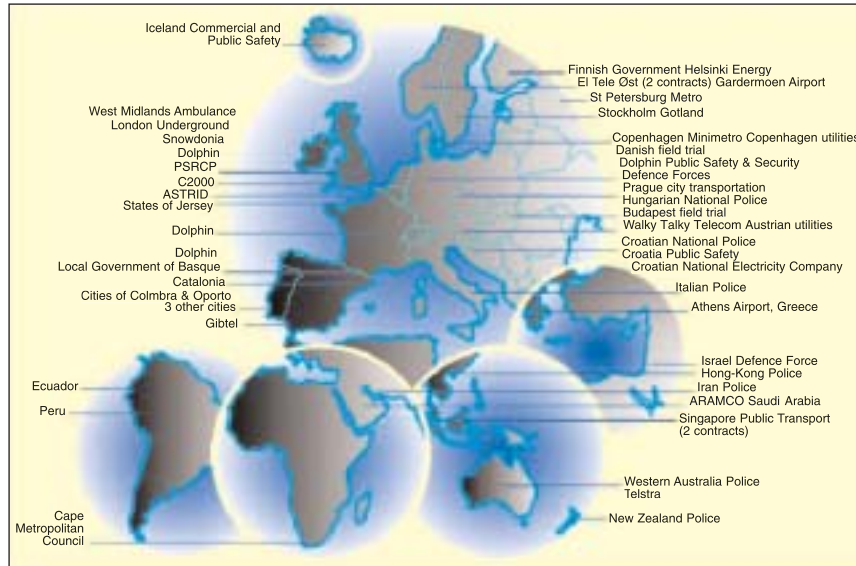 Iceland Commercial and
Public Safety
West Midlands Ambulance
London Underground
Snowdonia
Dolphin
PSRCP
C2000
ASTRID
States of Jersey
Dolphin
Dolphin
Local Government of Basque
Catalonia
Cities of Colmbra & Oporto
3 other cities
Gibtel
Finnish Government Helsinki Energy
El Tele Øst (2 contracts) Gardermoen Airport
St Petersburg Metro
Stockholm Gotland
Copenhagen Minimetro Copenhagen utilities
Danish field trial
Dolphin Public Safety & Security
Defence Forces
Prague city transportation
Hungarian National Police
Budapest field trial
Walky Talky Telecom Austrian utilities
Croatian National Police
Croatia Public Safety
Croatian National Electricity Company
Italian Police
Athens Airport, Greece
Israel Defence Force
Hong-Kong Police
Iran Police
ARAMCO Saudi Arabia
Singapore Public Transport
(2 contracts)
Western Australia Police
Telstra
New Zealand Police
Ecuador
Peru
Cape
Metropolitan
Council